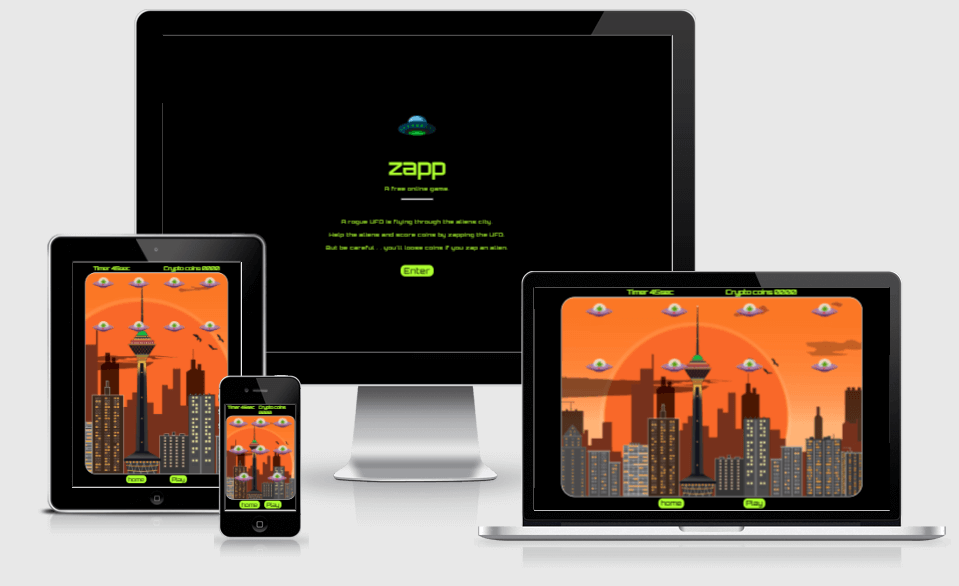 zapp
A free online game
A rogue UFO is flying through the aliens city.
Help the aliens and score coins by zapping the UFO.
But be careful... you'll loose coins if you zap an alien
Enter
Timer 45sec Crypto coins 0000
home Play
Timer 45sec Crypto coins
0000
home Play
Timer 45sec Crypto coins 0000
home Play